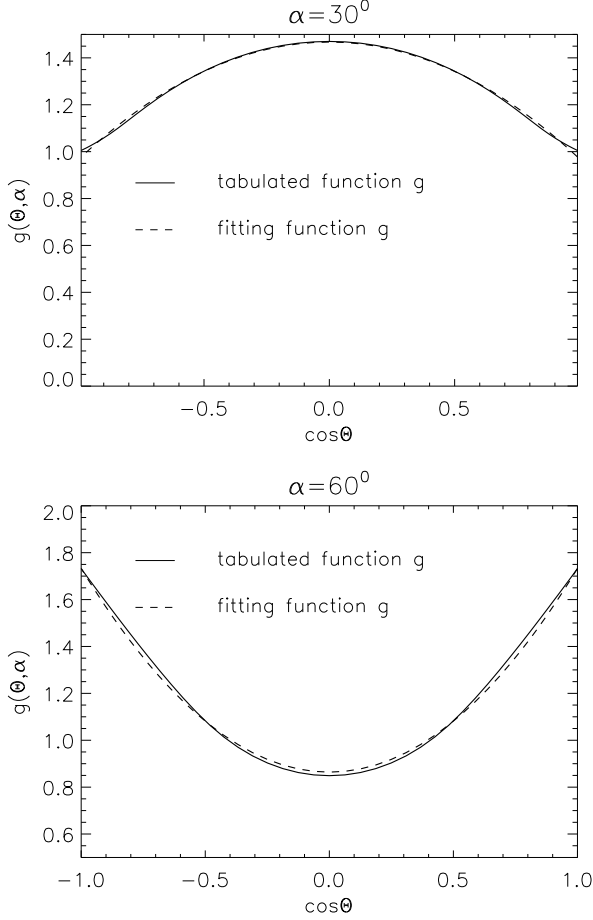 α=30⁰
1.4
1.2
1.0
0.8
0.6
0.4
0.2
0.0
g(Θ,α)
tabulated function g
fitting function g
−0.5 0.0 0.5
cosΘ
α=60⁰
2.0
1.8
1.6
1.4
1.2
1.0
0.8
0.6
g(Θ,α)
tabulated function g
fitting function g
−1.0 −0.5 0.0 0.5 1.0
cosΘ